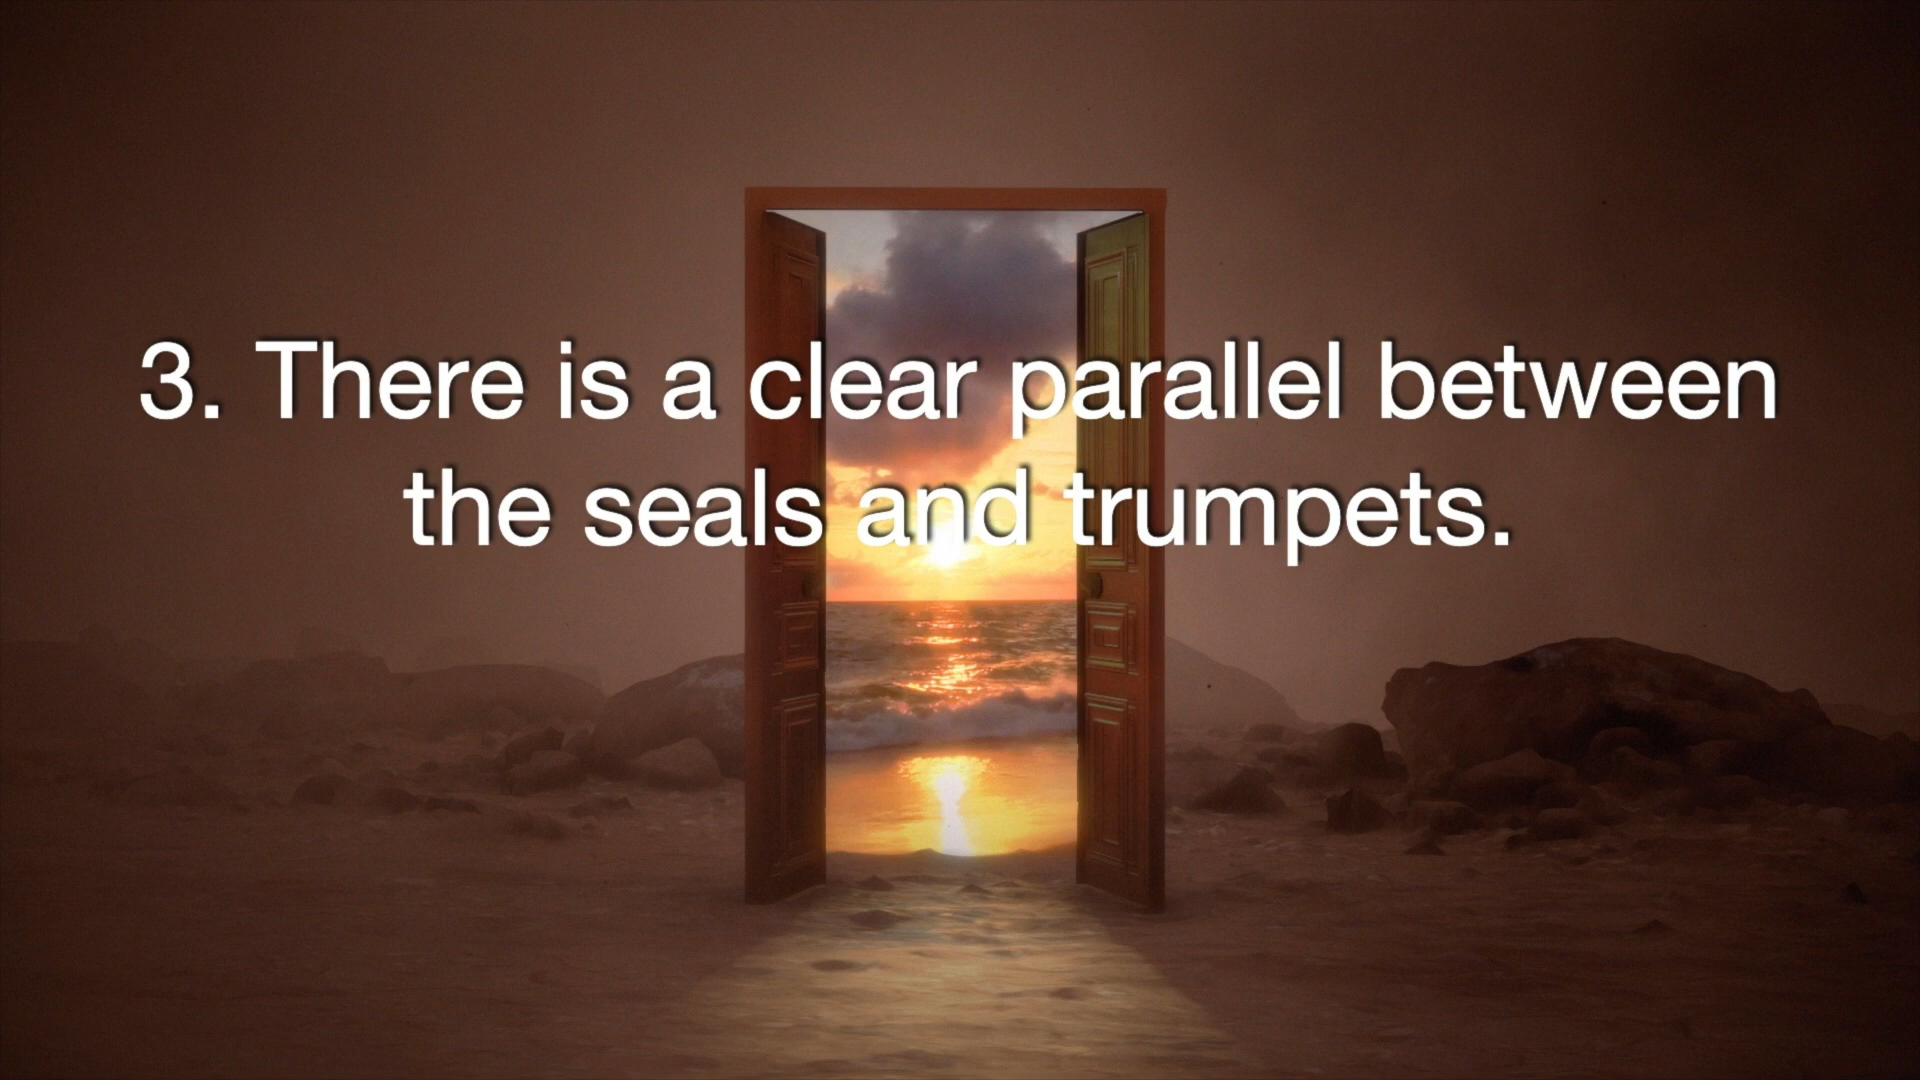 3. There is a clear parallel between
the seals and trumpets.